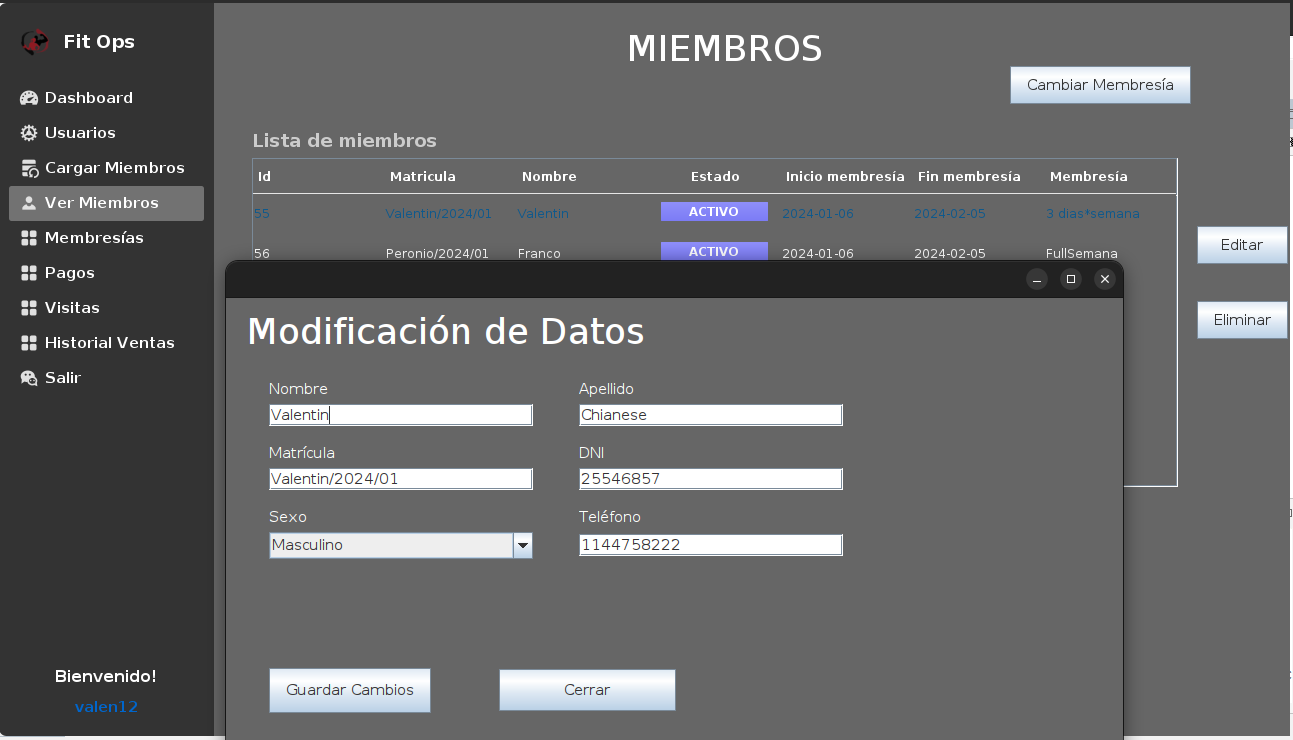 Fit Ops
Dashboard
Usuarios
Cargar Miembros
Ver Miembros
Membresías
Pagos
Visitas
Historial Ventas
Salir
Bienvenido!
valen12
MIEMBROS
Cambiar Membresía
Lista de miembros
Id Matricula Nombre Estado Inicio membresía Fin membresía Membresía
55 Valentin/2024/01 Valentin ACTIVO 2024-01-06 2024-02-05 3 dias*semana
56 Peronio/2024/01 Franco ACTIVO 2024-01-06 2024-02-05 FullSemana
Editar
Eliminar
Modificación de Datos
Nombre Apellido
Valentin Chianese
Matrícula DNI
Valentin/2024/01 25546857
Sexo Teléfono
Masculino 1144758222
Guardar Cambios Cerrar